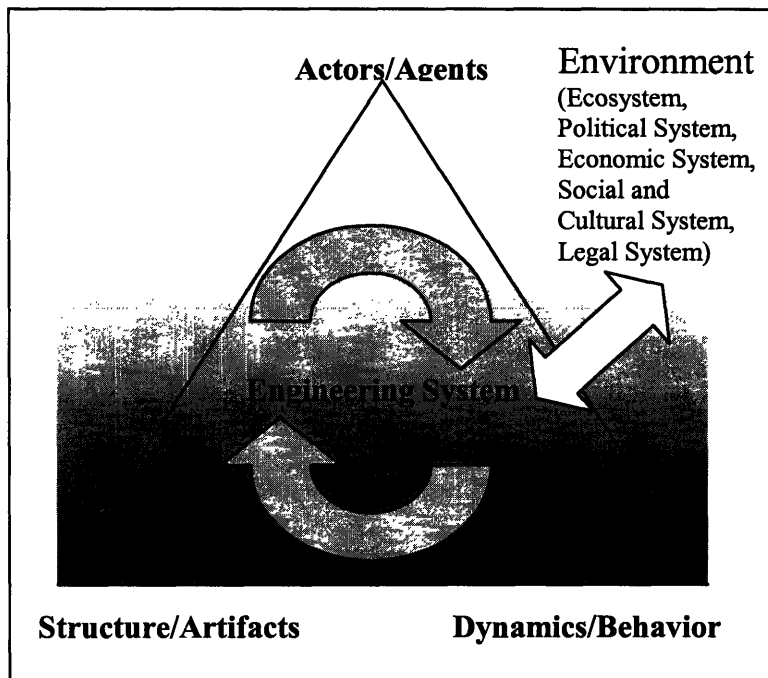 Actors/Agents
Environment
(Ecosystem,
Political System,
Economic System,
Social and
Cultural System,
Legal System)
Engineering System
Structure/Artifacts
Dynamics/Behavior